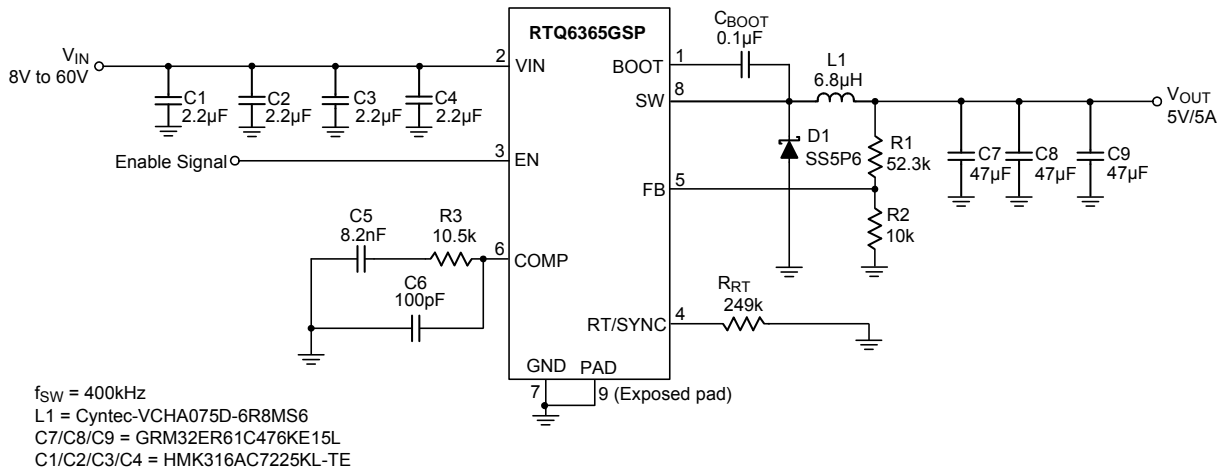 RTQ6365GSP
V_IN
8V to 60V
2
VIN
C1
2.2µF
C2
2.2µF
C3
2.2µF
C4
2.2µF
Enable Signal
3
EN
C5
8.2nF
R3
10.5k
6
COMP
C6
100pF
C_BOOT
0.1µF
1
BOOT
L1
6.8µH
8
SW
V_OUT
5V/5A
D1
SS5P6
R1
52.3k
C7
47µF
C8
47µF
C9
47µF
5
FB
R2
10k
R_RT
249k
4
RT/SYNC
GND
PAD
7
9 (Exposed pad)
f_SW = 400kHz
L1 = Cyntec-VCHA075D-6R8MS6
C7/C8/C9 = GRM32ER61C476KE15L
C1/C2/C3/C4 = HMK316AC7225KL-TE